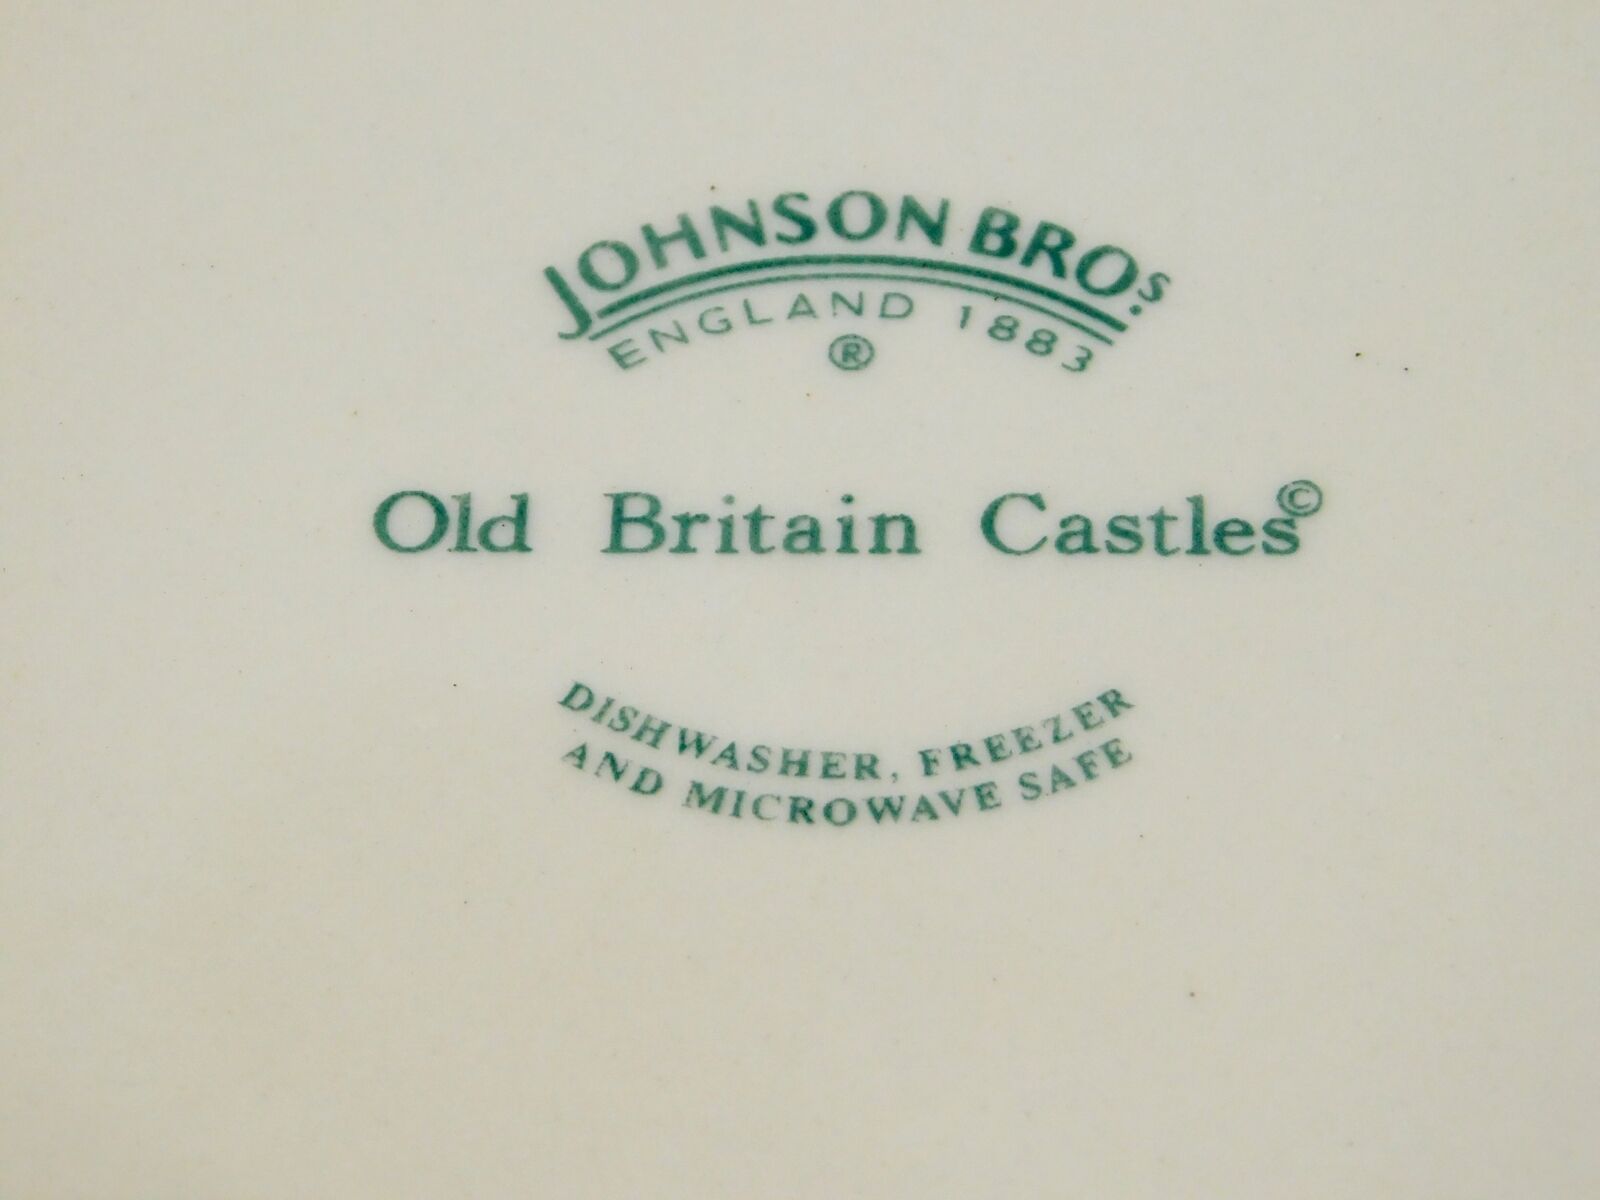 JOHNSON BROS.
ENGLAND 1883
®
Old Britain Castles©
DISHWASHER, FREEZER
AND MICROWAVE SAFE